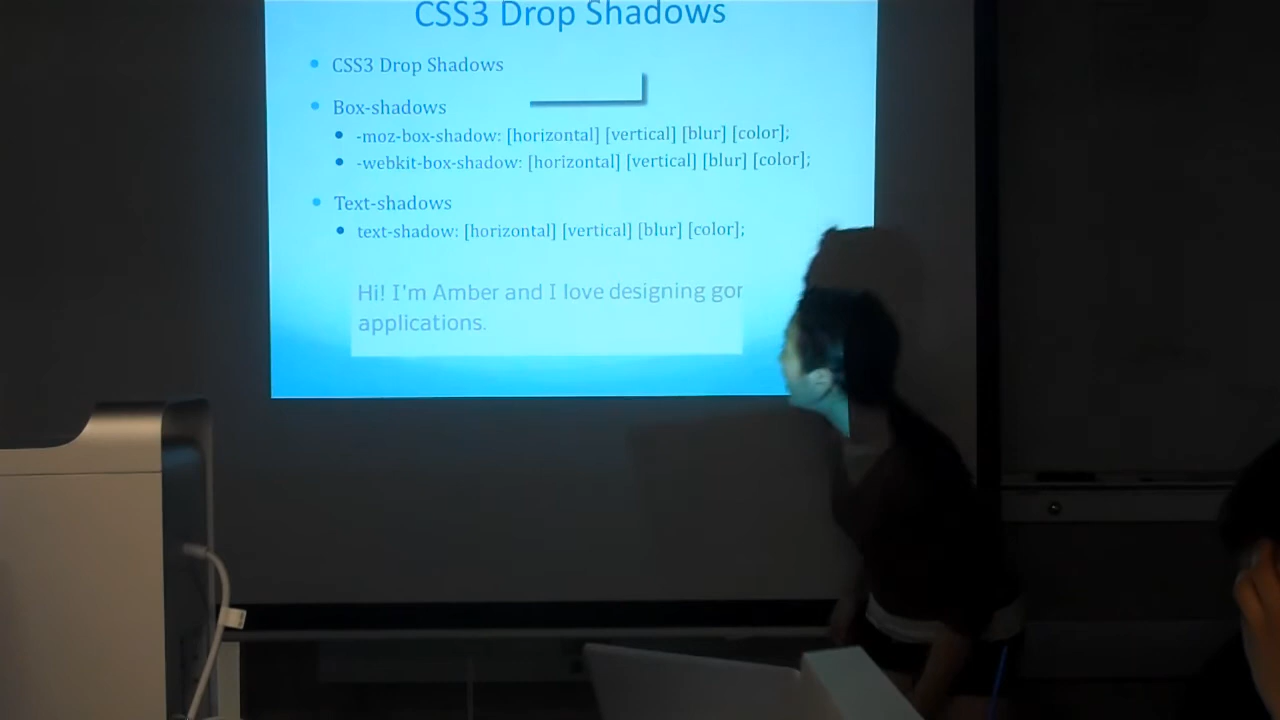 CSS3 Drop Shadows
CSS3 Drop Shadows
Box-shadows
-moz-box-shadow: [horizontal] [vertical] [blur] [color];
-webkit-box-shadow: [horizontal] [vertical] [blur] [color];
Text-shadows
text-shadow: [horizontal] [vertical] [blur] [color];
Hi! I'm Amber and I love designing gor
applications.